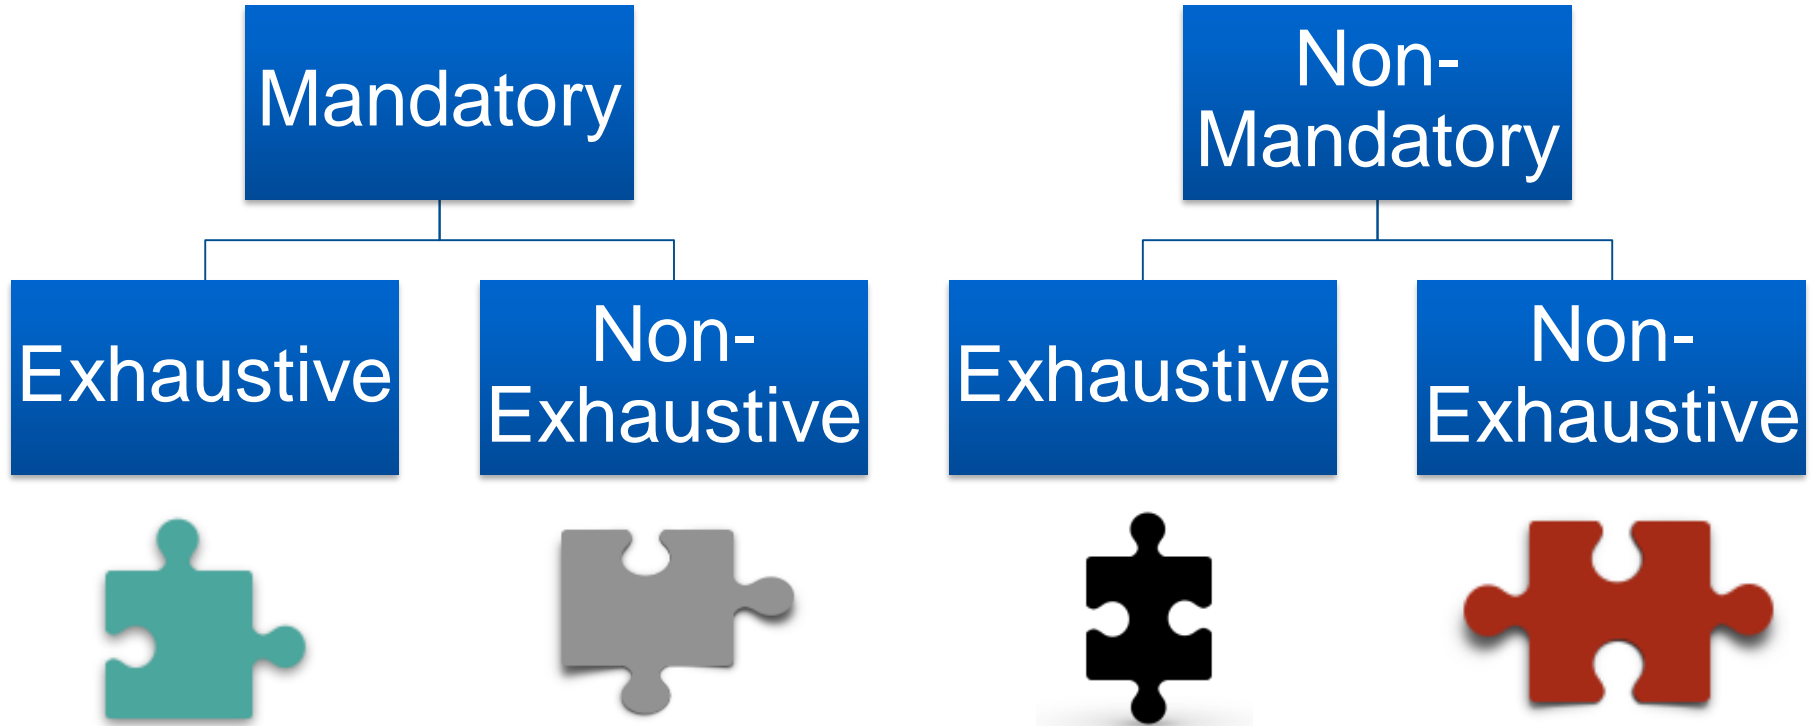 Mandatory
Non-
Mandatory
Exhaustive
Non-
Exhaustive
Exhaustive
Non-
Exhaustive